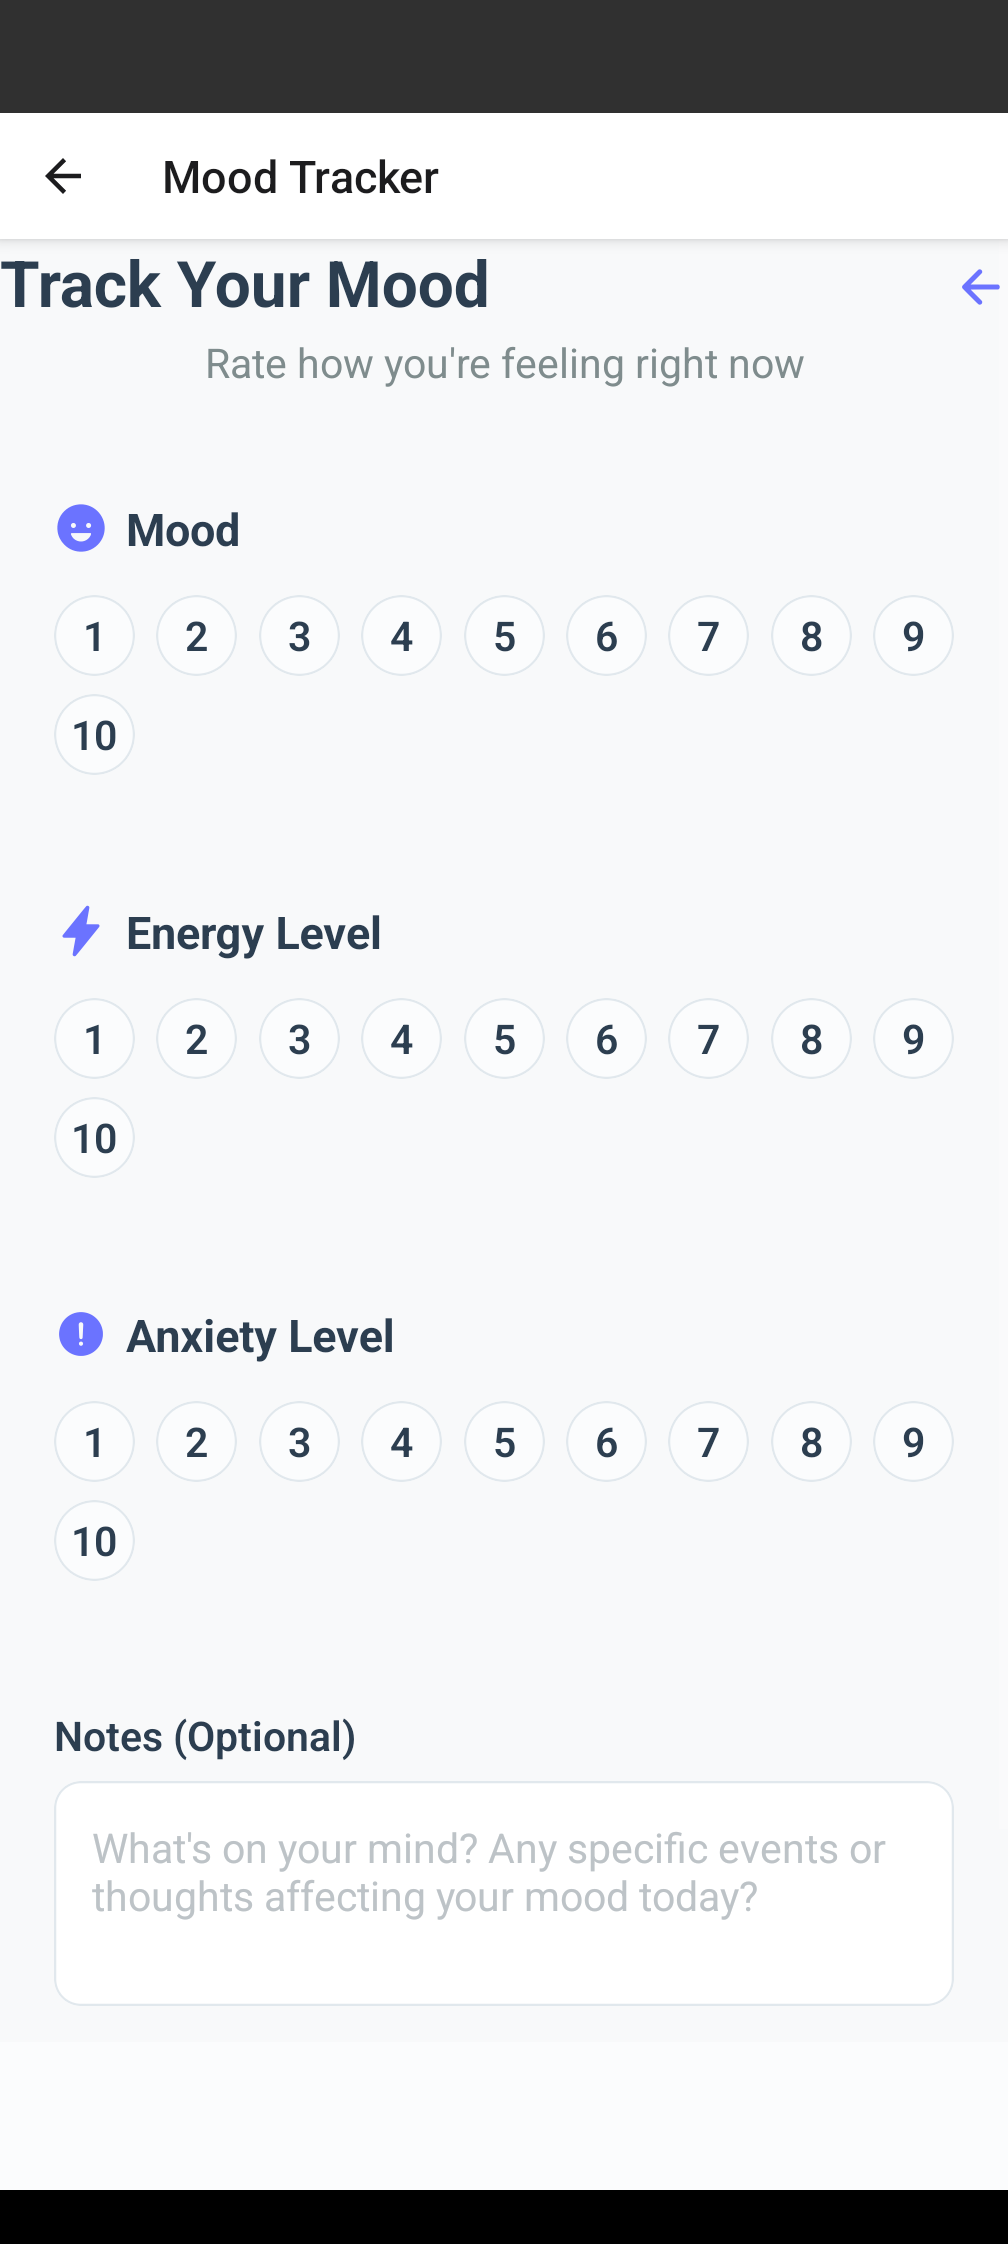 Mood Tracker
Track Your Mood
Rate how you're feeling right now
Mood
1 2 3 4 5 6 7 8 9
10
Energy Level
1 2 3 4 5 6 7 8 9
10
Anxiety Level
1 2 3 4 5 6 7 8 9
10
Notes (Optional)
What's on your mind? Any specific events or
thoughts affecting your mood today?